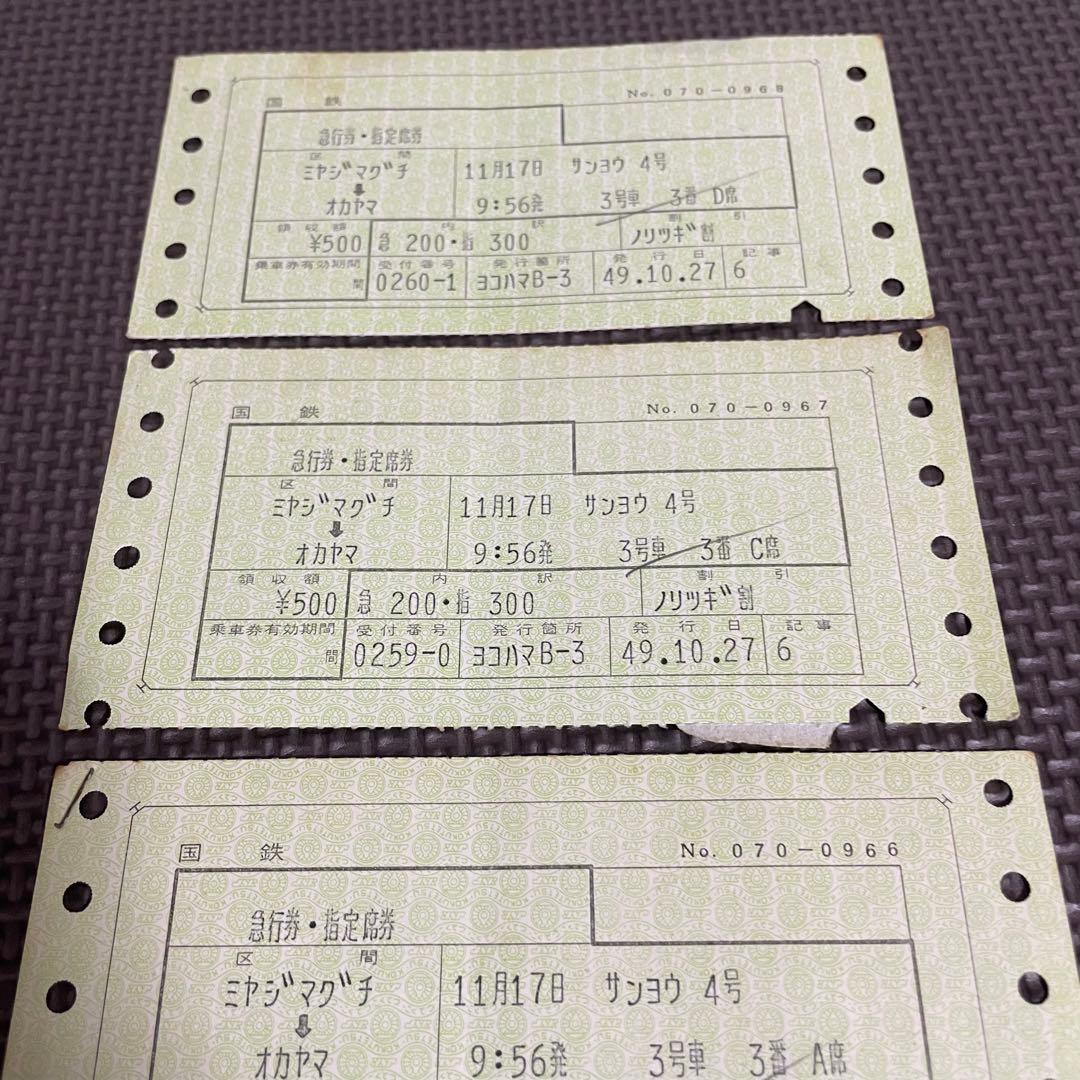 国 鉄 No. 070-0968
急行券・指定席券
区 間
ミヤジマグチ 11月17日 サンヨウ 4号
⬇
オカヤマ 9:56発 3号車 3番 D席
領収額 内 訳 割 引
¥500 急 200・指 300 ノリツギ割
乗車券有効期間 受付番号 発行箇所 発行日 記事
間 0260-1 ヨコハマB-3 49.10.27 6
国 鉄 No. 070-0967
急行券・指定席券
区 間
ミヤジマグチ 11月17日 サンヨウ 4号
⬇
オカヤマ 9:56発 3号車 3番 C席
領収額 内 訳 割 引
¥500 急 200・指 300 ノリツギ割
乗車券有効期間 受付番号 発行箇所 発行日 記事
間 0259-0 ヨコハマB-3 49.10.27 6
国 鉄 No. 070-0966
急行券・指定席券
区 間
ミヤジマグチ 11月17日 サンヨウ 4号
⬇
オカヤマ 9:56発 3号車 3番 A席